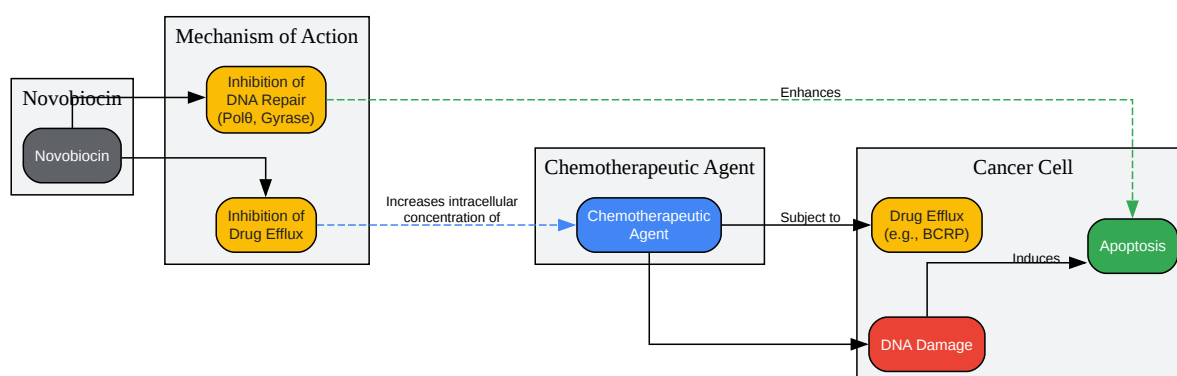 Mechanism of Action
Novobiocin
Novobiocin
Inhibition of
DNA Repair
(Polθ, Gyrase)
Inhibition of
Drug Efflux
Enhances
Increases intracellular
concentration of
Chemotherapeutic Agent
Chemotherapeutic
Agent
Subject to
Cancer Cell
Drug Efflux
(e.g., BCRP)
Apoptosis
Induces
DNA Damage